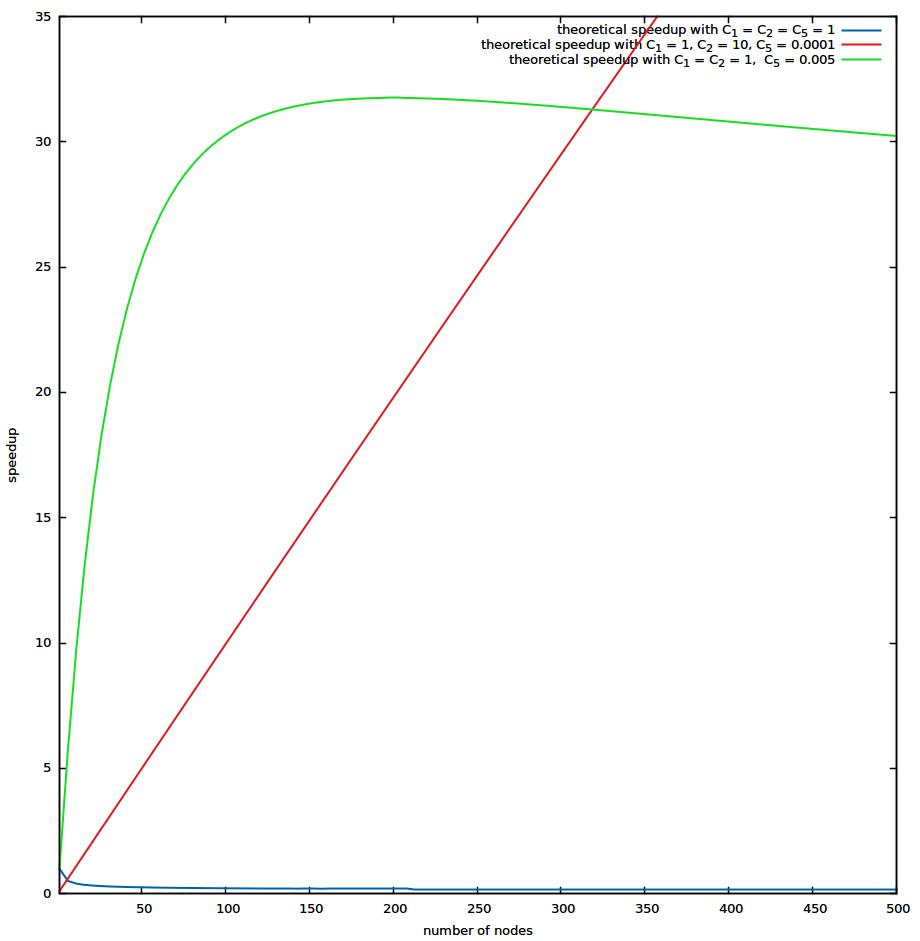 theoretical speedup with C₁ = C₂ = C₅ = 1
theoretical speedup with C₁ = 1, C₂ = 10, C₅ = 0.0001
theoretical speedup with C₁ = C₂ = 1, C₅ = 0.005
35
30
25
20
15
10
5
0
speedup
50 100 150 200 250 300 350 400 450 500
number of nodes